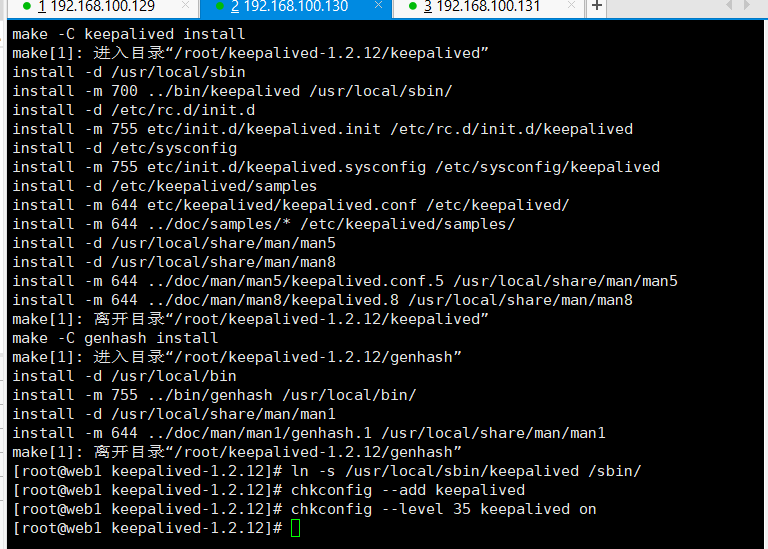 1 192.168.100.129 × 2 192.168.100.130 × 3 192.168.100.131 × +
make -C keepalived install
make[1]: 进入目录“/root/keepalived-1.2.12/keepalived”
install -d /usr/local/sbin
install -m 700 ../bin/keepalived /usr/local/sbin/
install -d /etc/rc.d/init.d
install -m 755 etc/init.d/keepalived.init /etc/rc.d/init.d/keepalived
install -d /etc/sysconfig
install -m 755 etc/init.d/keepalived.sysconfig /etc/sysconfig/keepalived
install -d /etc/keepalived/samples
install -m 644 etc/keepalived/keepalived.conf /etc/keepalived/
install -m 644 ../doc/samples/* /etc/keepalived/samples/
install -d /usr/local/share/man/man5
install -d /usr/local/share/man/man8
install -m 644 ../doc/man/man5/keepalived.conf.5 /usr/local/share/man/man5
install -m 644 ../doc/man/man8/keepalived.8 /usr/local/share/man/man8
make[1]: 离开目录“/root/keepalived-1.2.12/keepalived”
make -C genhash install
make[1]: 进入目录“/root/keepalived-1.2.12/genhash”
install -d /usr/local/bin
install -m 755 ../bin/genhash /usr/local/bin/
install -d /usr/local/share/man/man1
install -m 644 ../doc/man/man1/genhash.1 /usr/local/share/man/man1
make[1]: 离开目录“/root/keepalived-1.2.12/genhash”
[root@web1 keepalived-1.2.12]# ln -s /usr/local/sbin/keepalived /sbin/
[root@web1 keepalived-1.2.12]# chkconfig --add keepalived
[root@web1 keepalived-1.2.12]# chkconfig --level 35 keepalived on
[root@web1 keepalived-1.2.12]#